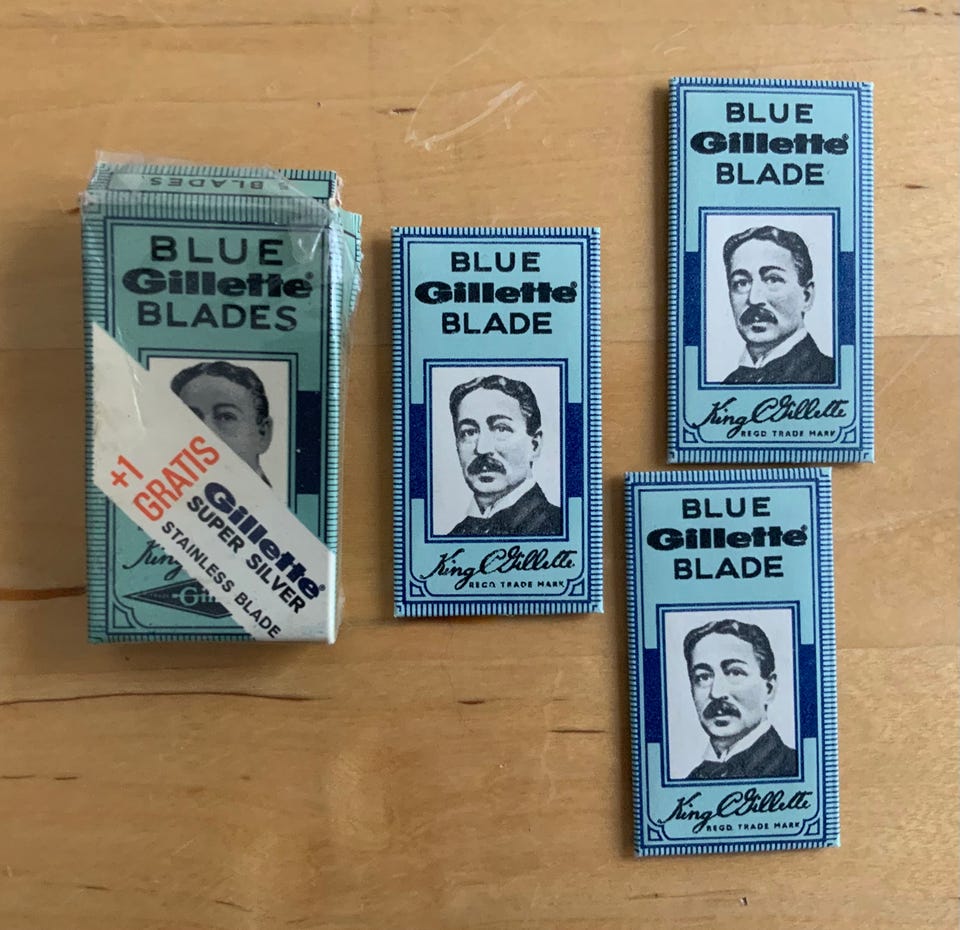 BLADES
BLUE
Gillette®
BLADES
+1
GRATIS
Gillette®
SUPER SILVER
STAINLESS BLADE
King
BLUE
Gillette®
BLADE
King C Gillette
REGD. TRADE MARK
BLUE
Gillette®
BLADE
King C Gillette
REGD. TRADE MARK
BLUE
Gillette®
BLADE
King C Gillette
REGD. TRADE MARK